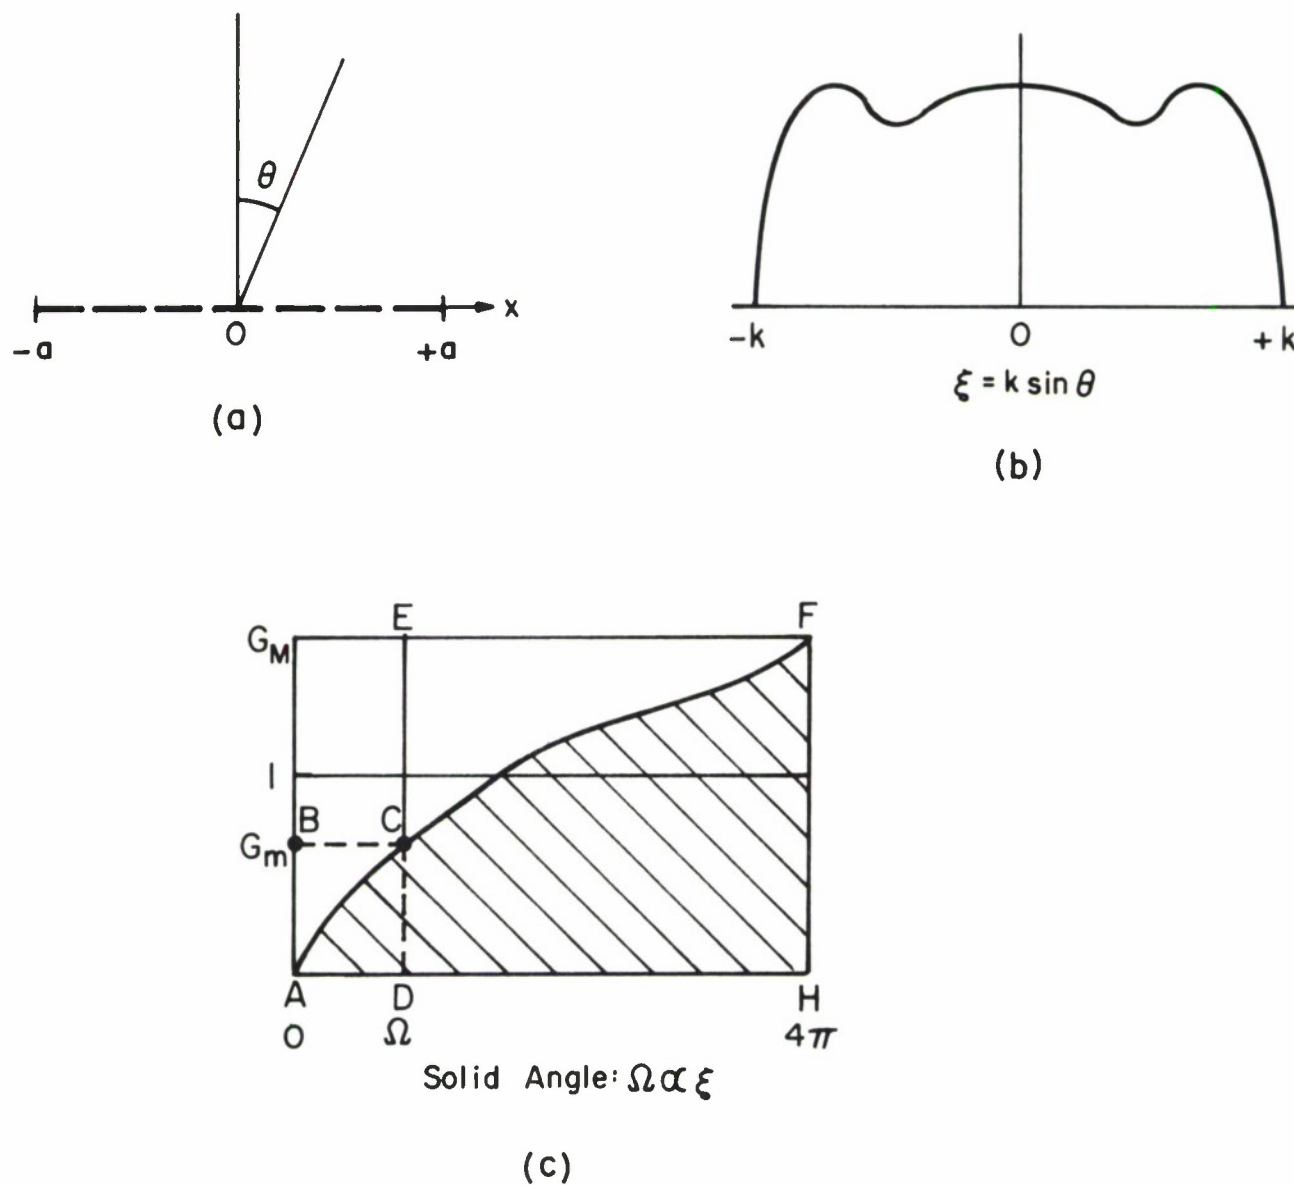 θ
O
x
-a
+a
(a)
-k
O
+k
ξ = k sin θ
(b)
E
F
G_M
I
B
C
G_m
A
D
H
O
Ω
4π
Solid Angle: Ω α ξ
(c)